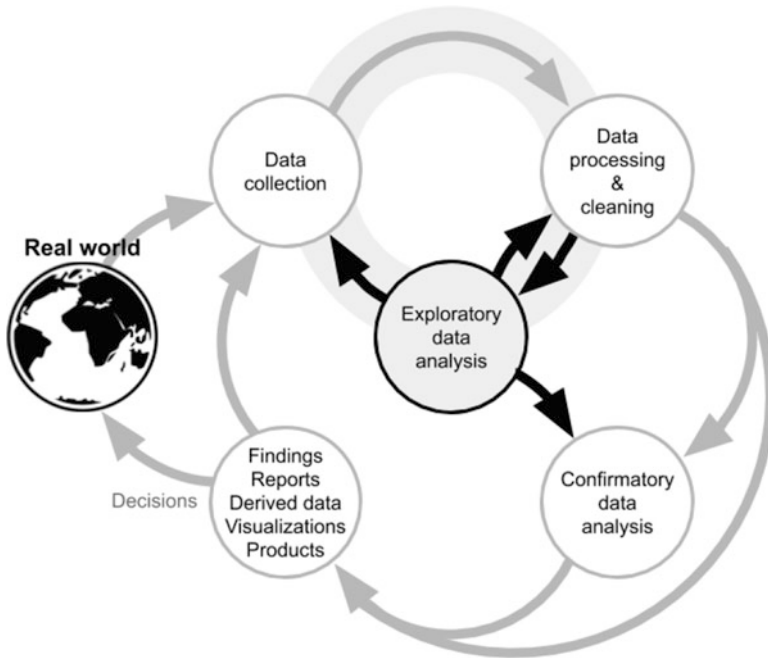 Data
collection
Data
processing
&
cleaning
Real world
Exploratory
data
analysis
Decisions
Findings
Reports
Derived data
Visualizations
Products
Confirmatory
data
analysis